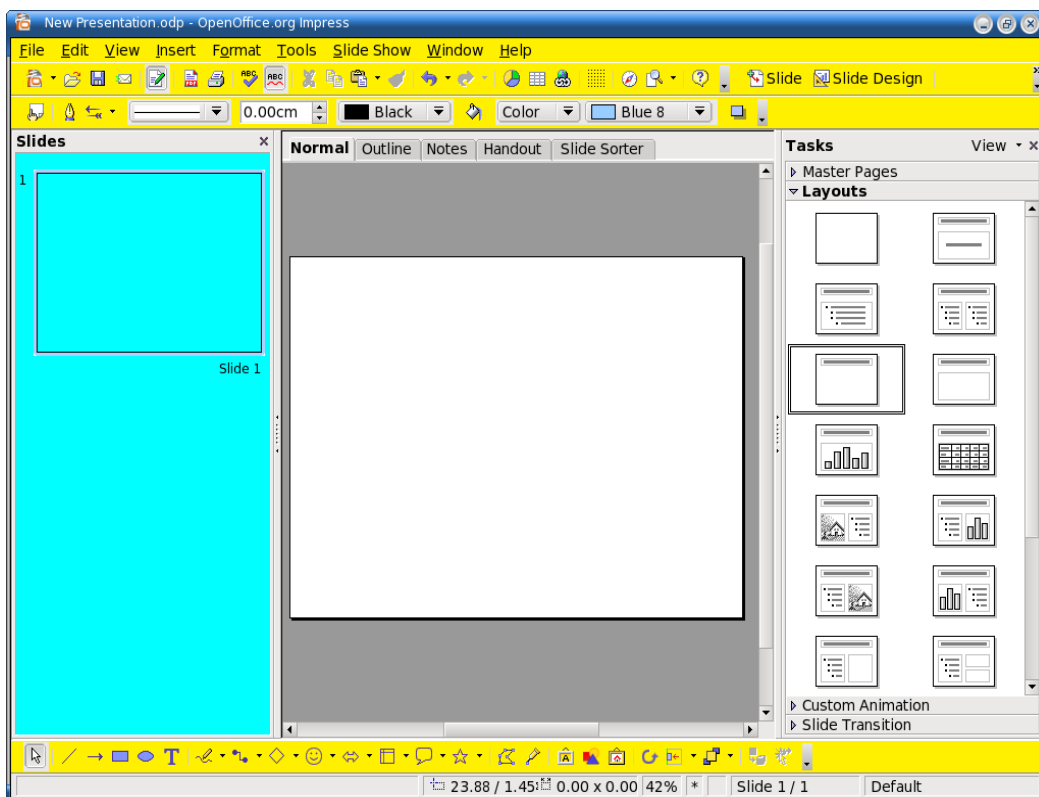 New Presentation.odp - OpenOffice.org Impress
File Edit View Insert Format Tools Slide Show Window Help
ABC ABC Slide Slide Design
0.00cm Black Color Blue 8
Slides
Normal Outline Notes Handout Slide Sorter
Tasks View
1
Master Pages
Layouts
Slide 1
Custom Animation
Slide Transition
T A
23.88 / 1.45 0.00 x 0.00 42% * Slide 1 / 1 Default